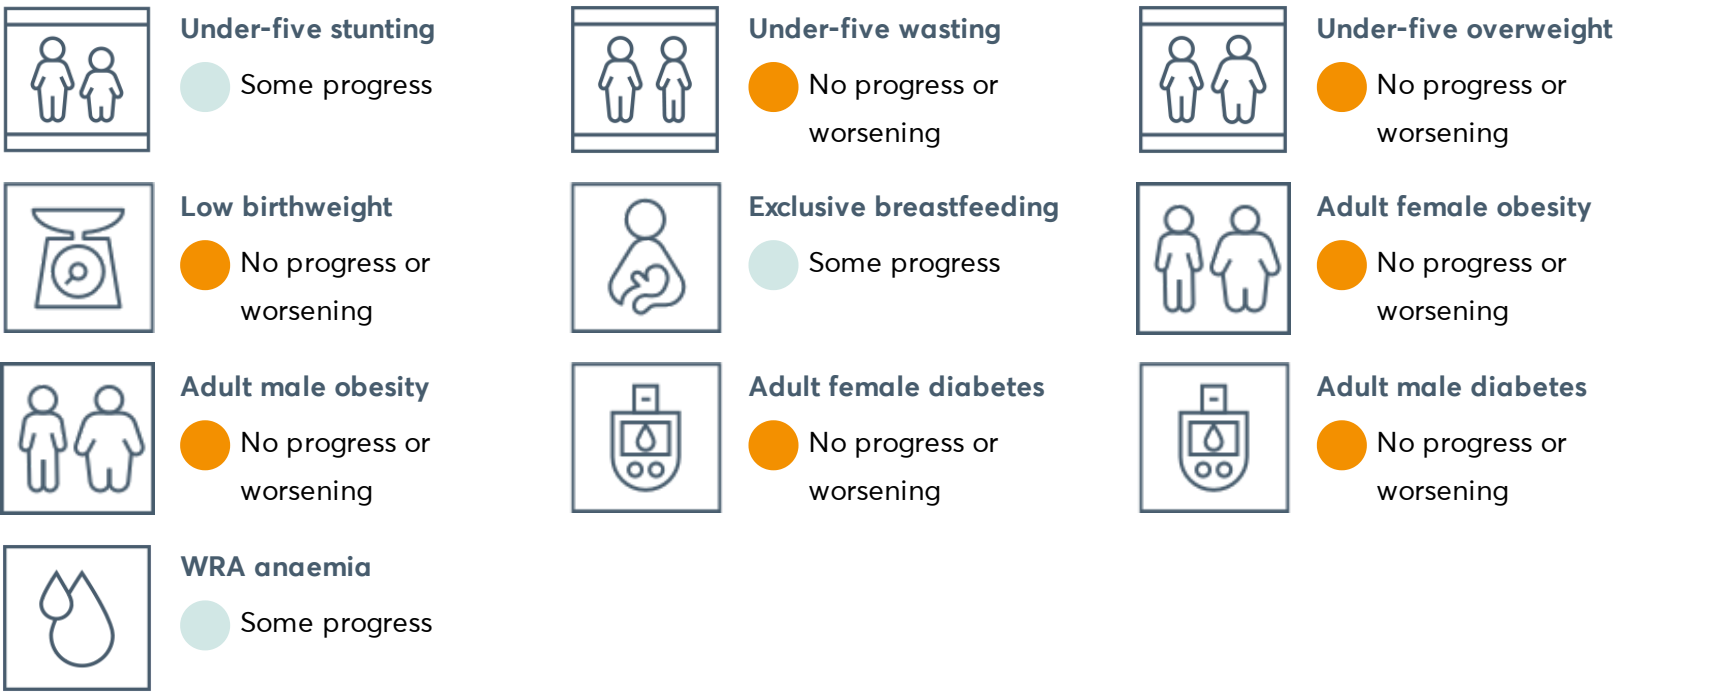 Under-five stunting
Some progress
Under-five wasting
No progress or
worsening
Under-five overweight
No progress or
worsening
Low birthweight
No progress or
worsening
Exclusive breastfeeding
Some progress
Adult female obesity
No progress or
worsening
Adult male obesity
No progress or
worsening
Adult female diabetes
No progress or
worsening
Adult male diabetes
No progress or
worsening
WRA anaemia
Some progress